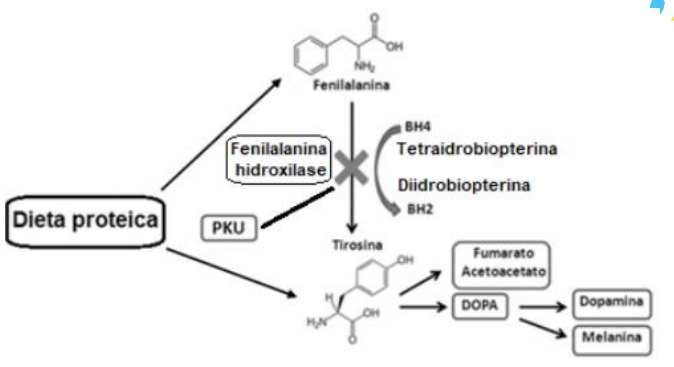 O
OH
NH₂
Fenilalanina
BH4
Fenilalanina
hidroxilase
Tetraidrobiopterina
Diidrobiopterina
BH2
Dieta proteica
PKU
Tirosina
OH
Fumarato
Acetoacetato
H
H₂N
OH
O
DOPA
Dopamina
Melanina